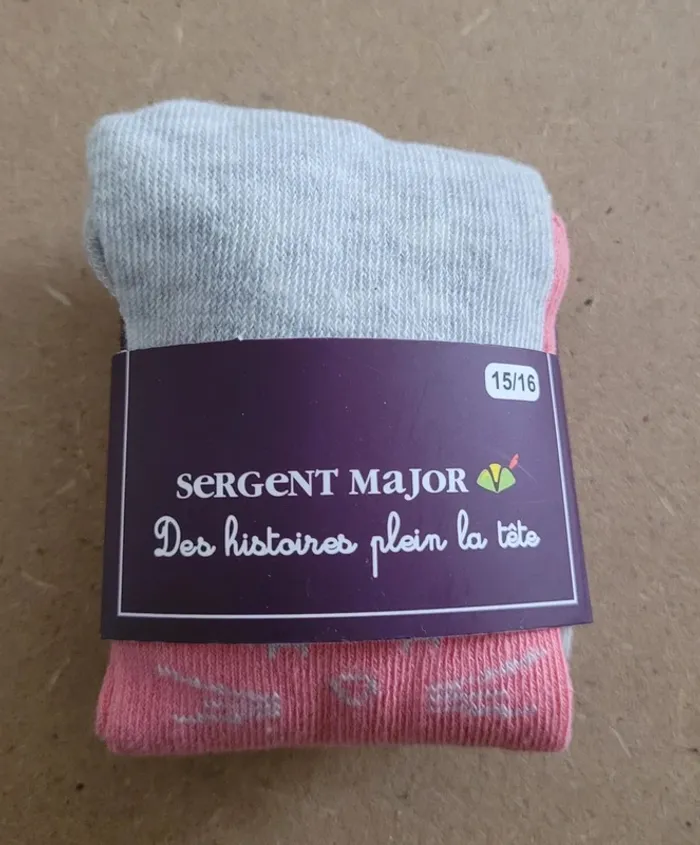 15/16
SeRGeNT MaJOR
Des histoires plein la tête